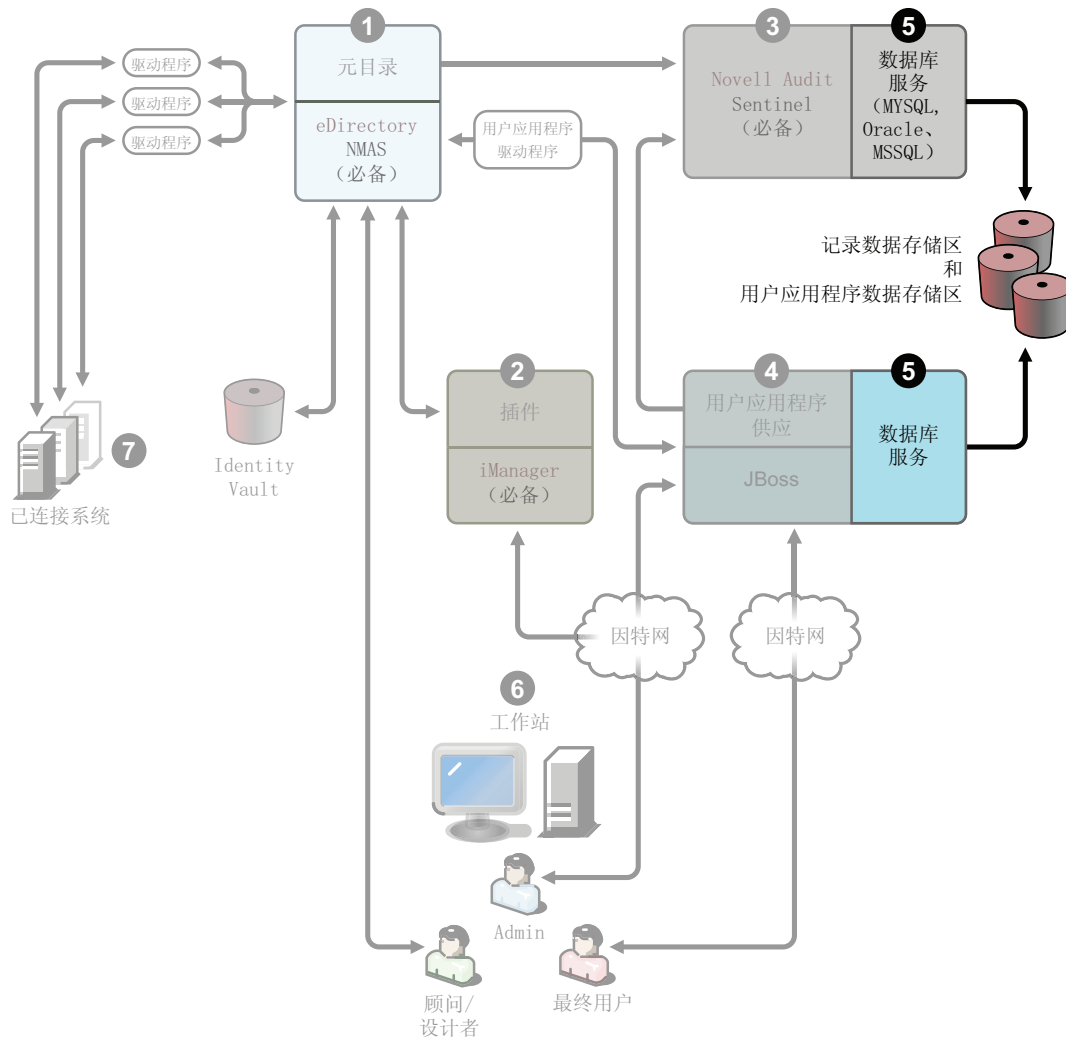 1
3
5
驱动程序
驱动程序
驱动程序
元目录
eDirectory
NMAS
(必备)
用户应用程序
驱动程序
Novell Audit
Sentinel
(必备)
数据库
服务
(MYSQL,
Oracle、
MSSQL)
记录数据存储区
和
用户应用程序数据存储区
2
4
5
插件
iManager
(必备)
用户应用程序
供应
JBoss
数据库
服务
7
已连接系统
Identity
Vault
因特网
因特网
6
工作站
Admin
顾问/
设计者
最终用户